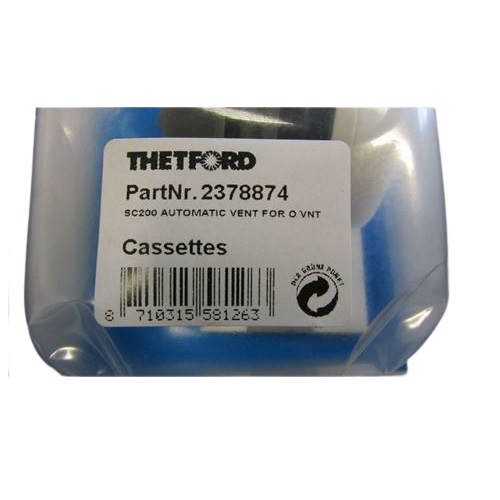 THETFORD
PartNr. 2378874
SC200 AUTOMATIC VENT FOR O'VNT
Cassettes
DER GRÜNE PUNKT
8 710315 581263